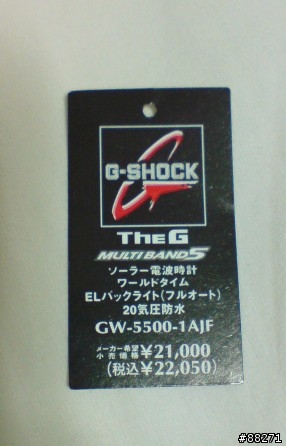 G-SHOCK
The G
MULTI BAND 5
ソーラー電波時計
ワールドタイム
ELバックライト(フルオート)
20気圧防水
GW-5500-1AJF
メーカー希望小売価格 ¥21,000
(税込¥22,050)
#88271